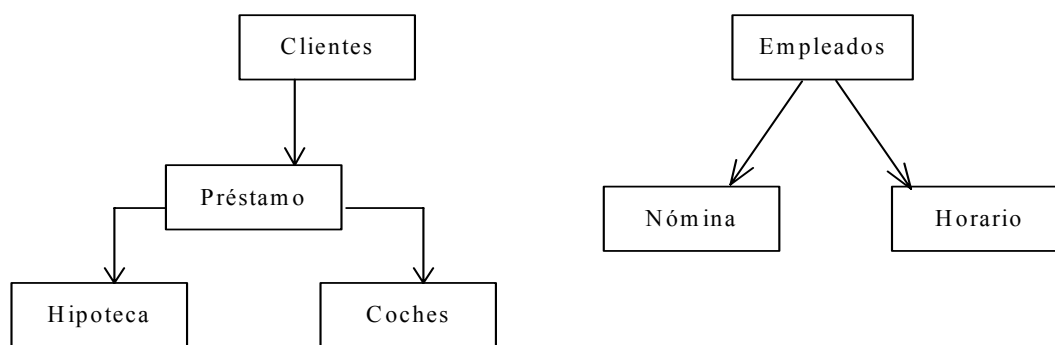 Clientes
Empleados
Préstamo
Nómina
Horario
Hipoteca
Coches